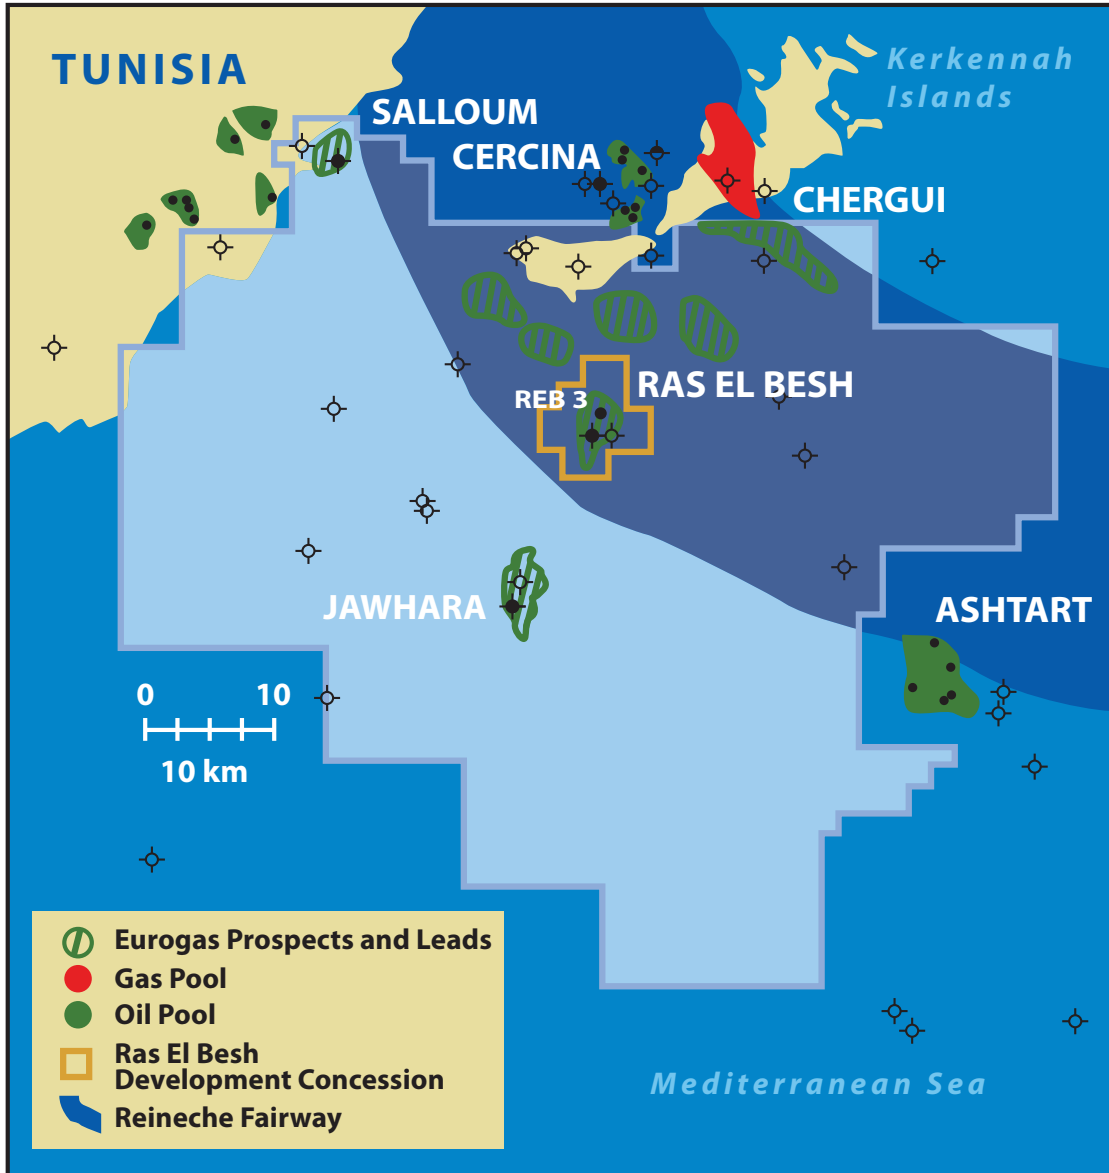 TUNISIA
Kerkennah
Islands
SALLOUM
CERCINA
CHERGUI
RAS EL BESH
REB 3
JAWHARA
ASHTART
0 10
10 km
Eurogas Prospects and Leads
Gas Pool
Oil Pool
Ras El Besh
Development Concession
Reineche Fairway
Mediterranean Sea